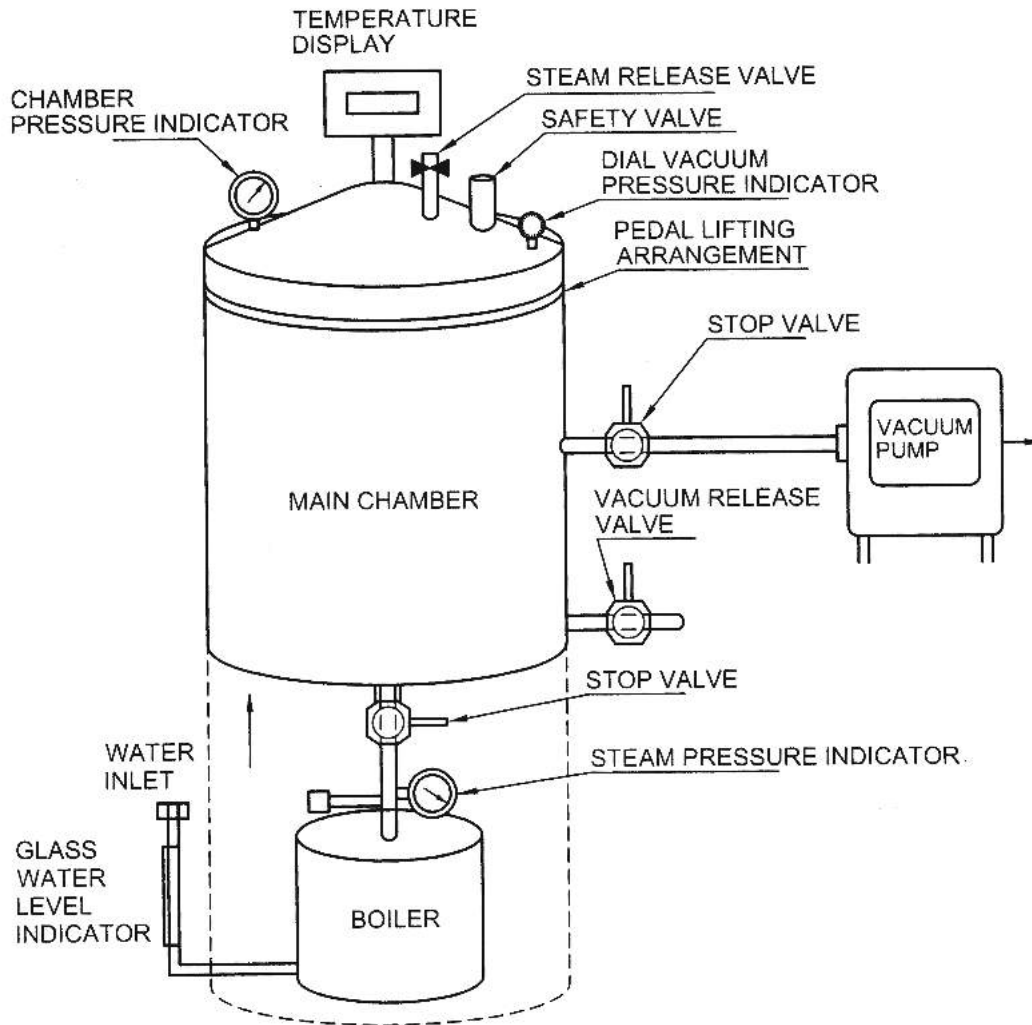 TEMPERATURE
DISPLAY
CHAMBER
PRESSURE INDICATOR
STEAM RELEASE VALVE
SAFETY VALVE
DIAL VACUUM
PRESSURE INDICATOR
PEDAL LIFTING
ARRANGEMENT
STOP VALVE
VACUUM
PUMP
MAIN CHAMBER
VACUUM RELEASE
VALVE
STOP VALVE
WATER
INLET
STEAM PRESSURE INDICATOR
GLASS
WATER
LEVEL
INDICATOR
BOILER